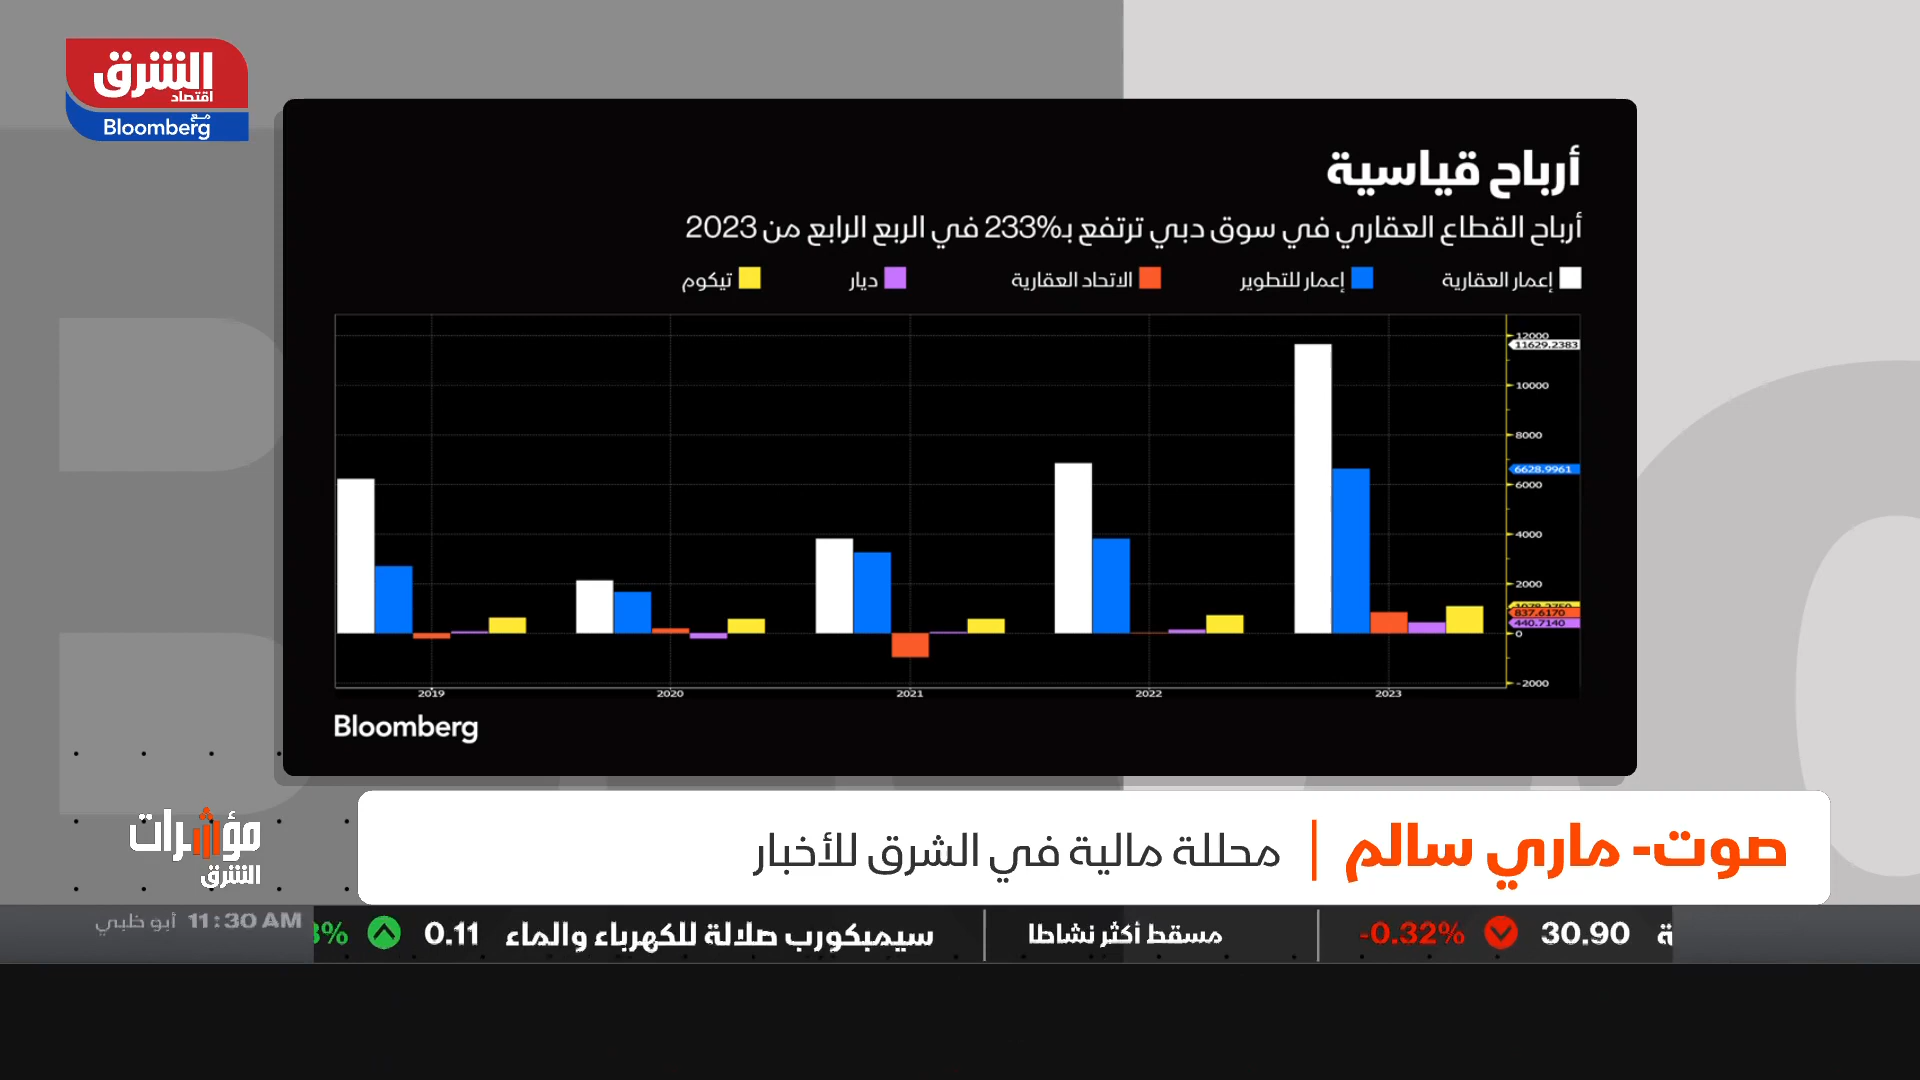 الشرق
اقتصاد
مع
Bloomberg
أرباح قياسية
أرباح القطاع العقاري في سوق دبي ترتفع بـ233% في الربع الرابع من 2023
إعمار العقارية إعمار للتطوير الاتحاد العقارية ديار تيكوم
12000
11629.2383
10000
8000
6628.9961
6000
4000
2000
837.6170
440.7140
0
-2000
2019 2020 2021 2022 2023
Bloomberg
صوت- ماري سالم | محللة مالية في الشرق للأخبار
مؤشرات
الشرق
ة 30.90 -0.32% مسقط أكثر نشاطا سيمبكورب صلالة للكهرباء والماء 0.11
11:30 AM أبو ظبي